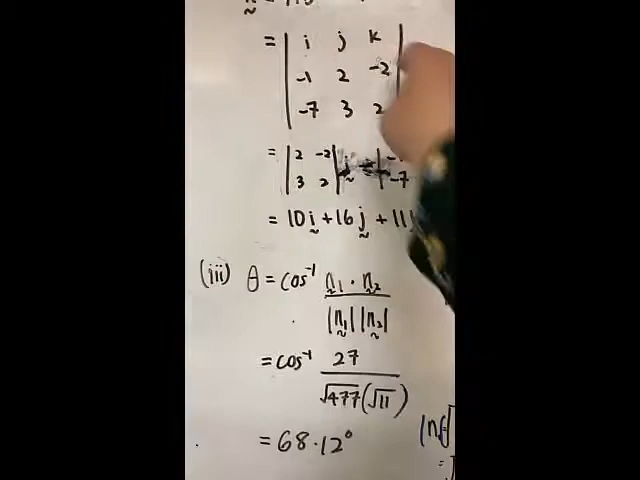 = | i j k |
-1 2 -2
-7 3 2
= | 2 -2 | i
3 2 -7
= 10i + 16j + 11
(iii) θ = cos⁻¹ n₁ · n₂
|n₁| |n₂|
= cos⁻¹ 27
√477 (√11)
= 68.12°